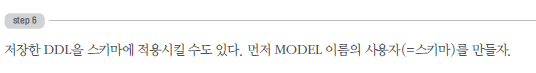 step 6
저장한 DDL을 스키마에 적용시킬 수도 있다. 먼저 MODEL 이름의 사용자(=스키마)를 만들자.